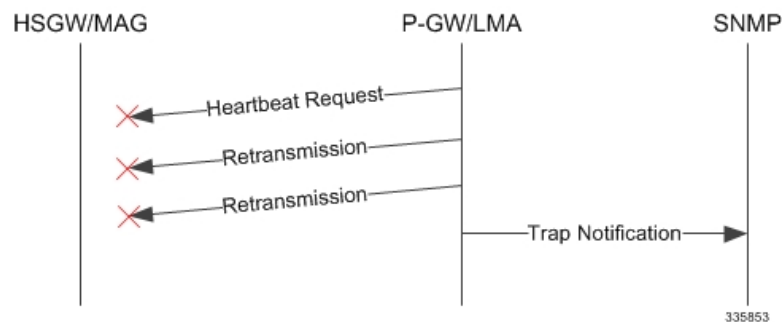 HSGW/MAG P-GW/LMA SNMP
Heartbeat Request
Retransmission
Retransmission
Trap Notification
335853